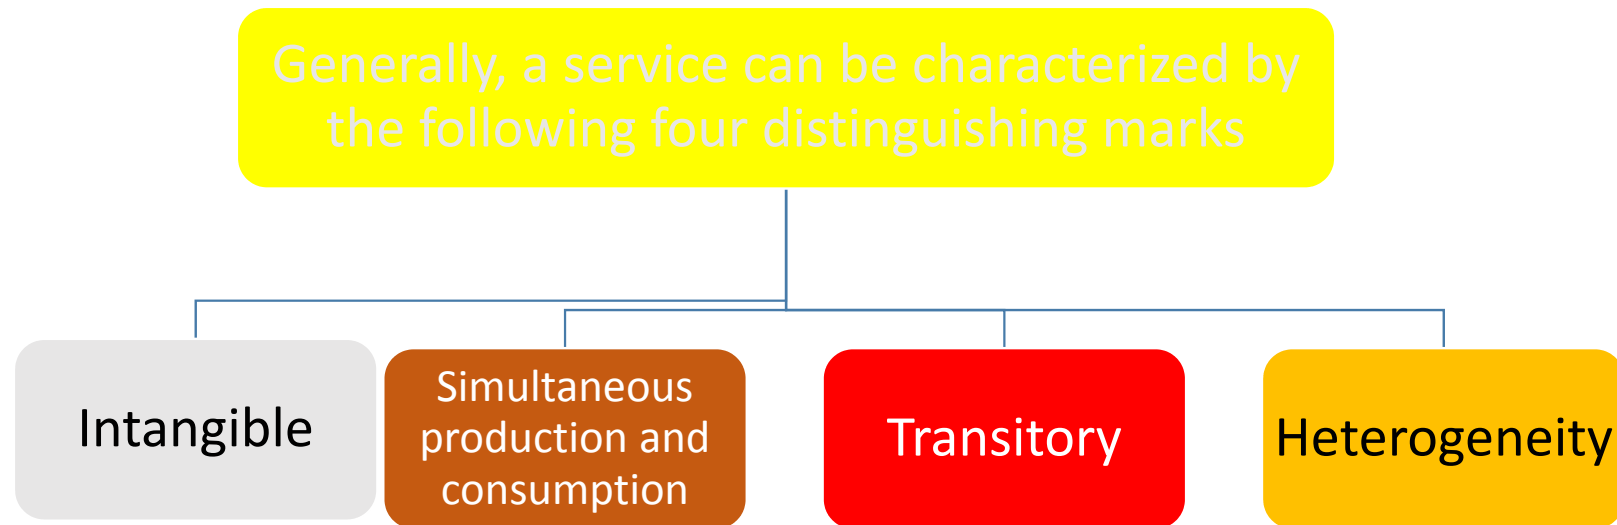 Generally, a service can be characterized by
the following four distinguishing marks
Intangible
Simultaneous
production and
consumption
Transitory
Heterogeneity